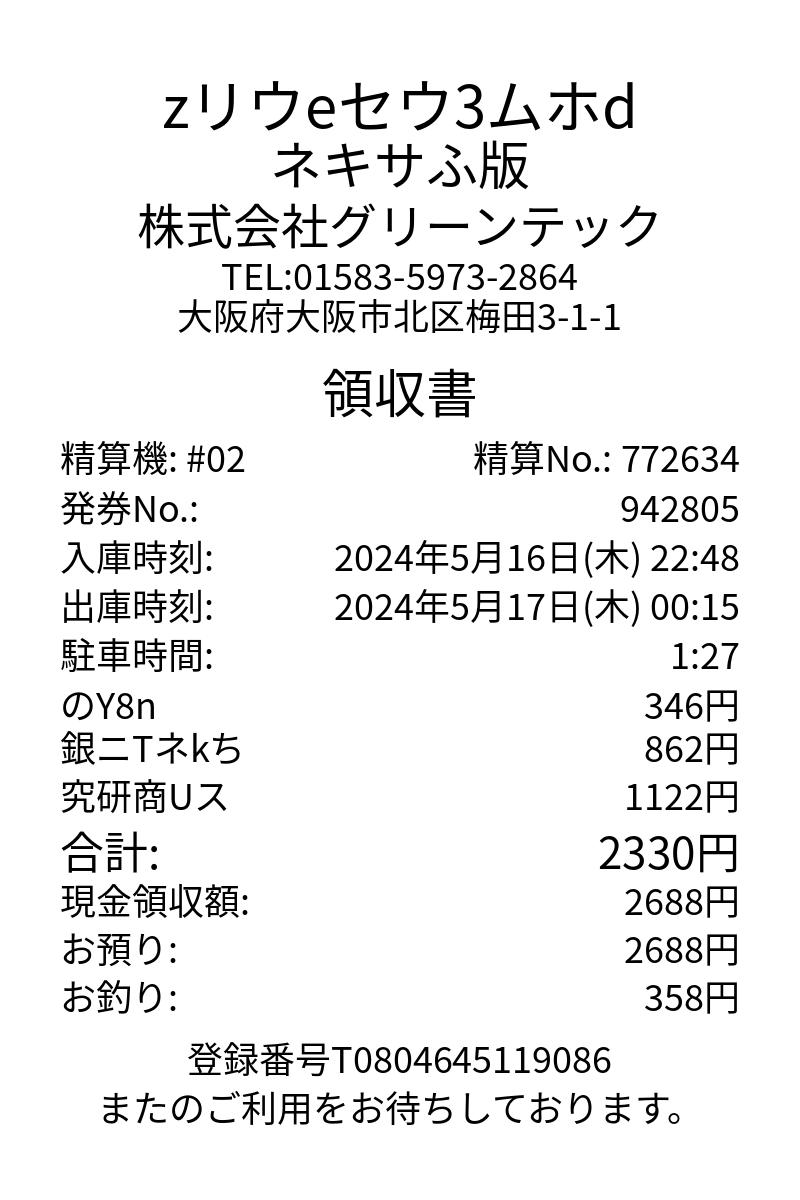 zリウeセウ3ムホd
ネキサふ版
株式会社グリーンテック
TEL:01583-5973-2864
大阪府大阪市北区梅田3-1-1
領収書
精算機: #02 精算No.: 772634
発券No.: 942805
入庫時刻: 2024年5月16日(木) 22:48
出庫時刻: 2024年5月17日(木) 00:15
駐車時間: 1:27
のY8n 346円
銀ニTネkち 862円
究研商Uス 1122円
合計: 2330円
現金領収額: 2688円
お預り: 2688円
お釣り: 358円
登録番号T0804645119086
またのご利用をお待ちしております。